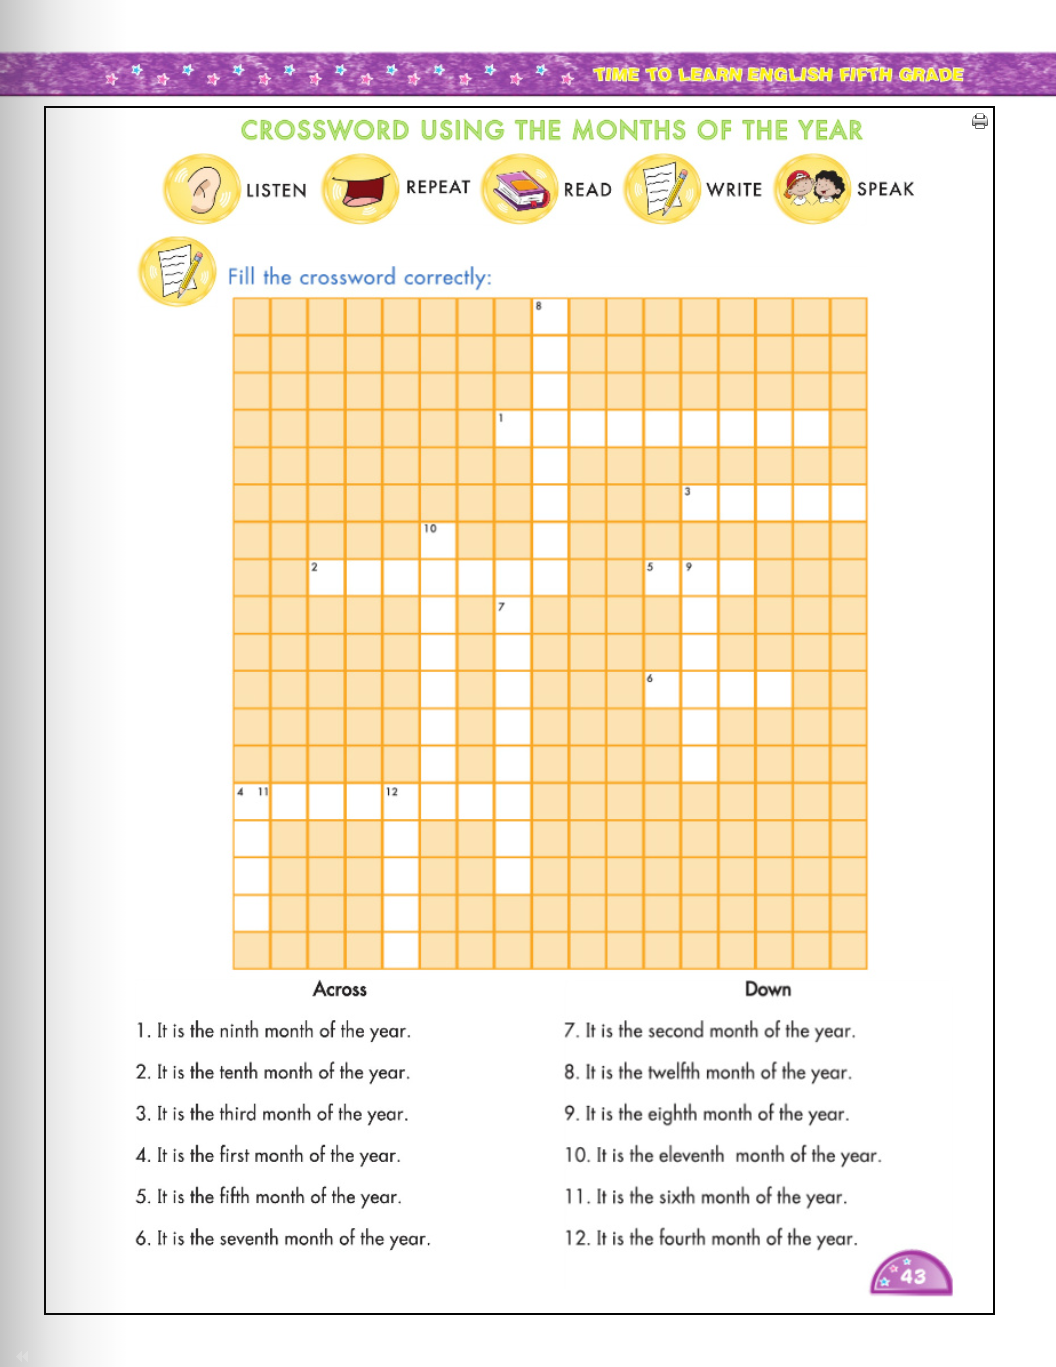 TIME TO LEARN ENGLISH FIFTH GRADE
CROSSWORD USING THE MONTHS OF THE YEAR
LISTEN REPEAT READ WRITE SPEAK
Fill the crossword correctly:
8
1
3
10
2 5 9
7
6
4 11 12
Across
1. It is the ninth month of the year.
2. It is the tenth month of the year.
3. It is the third month of the year.
4. It is the first month of the year.
5. It is the fifth month of the year.
6. It is the seventh month of the year.
Down
7. It is the second month of the year.
8. It is the twelfth month of the year.
9. It is the eighth month of the year.
10. It is the eleventh month of the year.
11. It is the sixth month of the year.
12. It is the fourth month of the year.
43